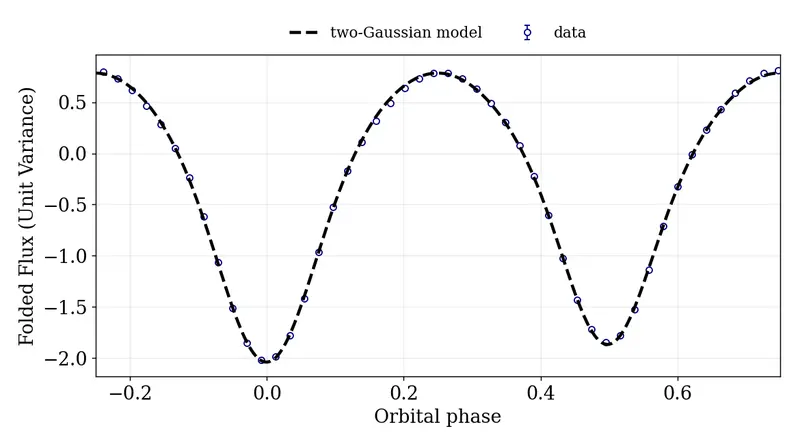 two-Gaussian model data
Folded Flux (Unit Variance)
0.5
0.0
−0.5
−1.0
−1.5
−2.0
−0.2 0.0 0.2 0.4 0.6
Orbital phase